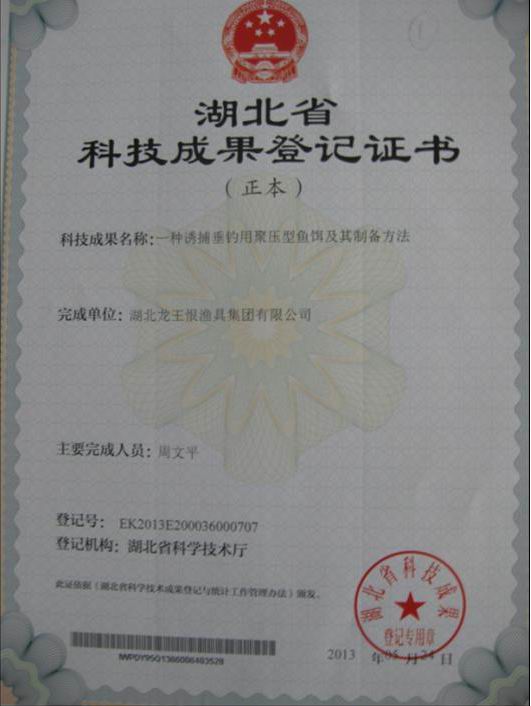 湖北省
科技成果登记证书
（正本）
科技成果名称：一种诱捕垂钓用聚压型鱼饵及其制备方法
完成单位：湖北龙王恨渔具集团有限公司
主要完成人员：周文平
登记号：EK2013E200036000707
登记机构：湖北省科学技术厅
此证依据《湖北省科学技术成果登记与统计工作管理办法》颁发。
湖北省科技成果
登记专用章
2013 年05 月24 日